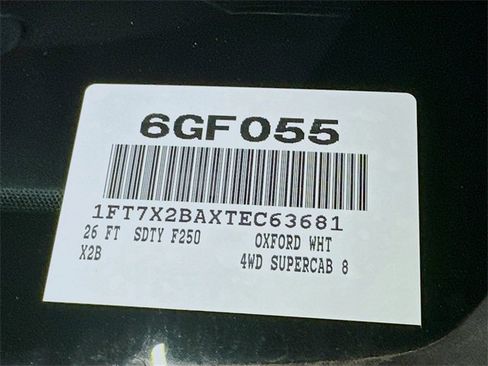 6GF055
1FT7X2BAXTEC63681
26 FT SDTY F250 OXFORD WHT
X2B 4WD SUPERCAB 8